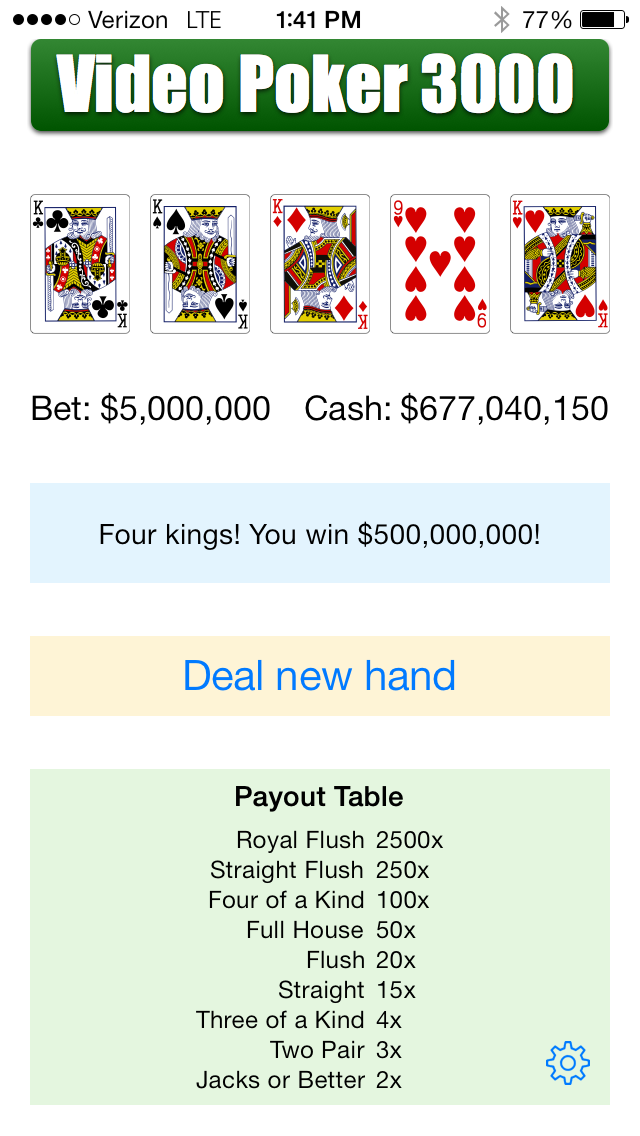 Verizon LTE 1:41 PM 77%
Video Poker 3000
K K K 9 K
K K K 9 K
Bet: $5,000,000 Cash: $677,040,150
Four kings! You win $500,000,000!
Deal new hand
Payout Table
Royal Flush 2500x
Straight Flush 250x
Four of a Kind 100x
Full House 50x
Flush 20x
Straight 15x
Three of a Kind 4x
Two Pair 3x
Jacks or Better 2x